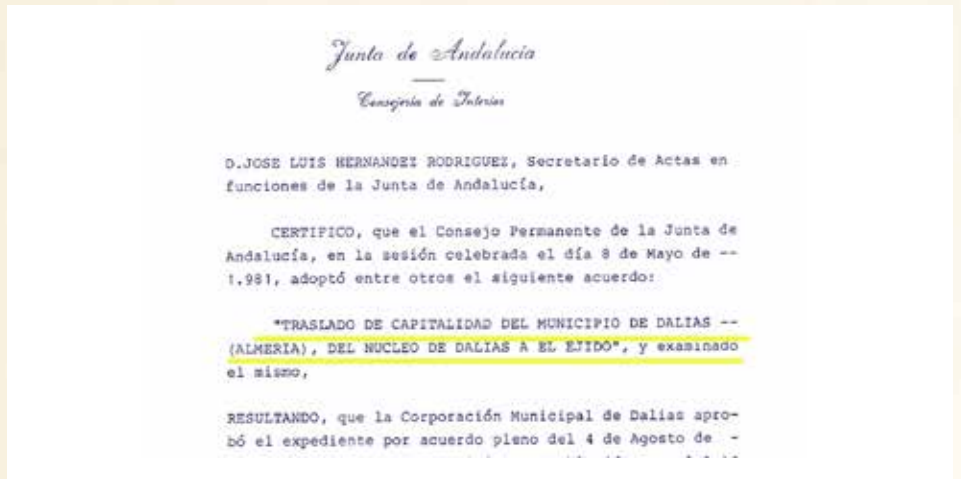 Junta de Andalucía
Consejería de Interior
D.JOSE LUIS HERNANDEZ RODRIGUEZ, Secretario de Actas en
funciones de la Junta de Andalucía,
CERTIFICO, que el Consejo Permanente de la Junta de
Andalucía, en la sesión celebrada el día 8 de Mayo de --
1.981, adoptó entre otros el siguiente acuerdo:
"TRASLADO DE CAPITALIDAD DEL MUNICIPIO DE DALIAS --
(ALMERIA), DEL NUCLEO DE DALIAS A EL EJIDO", y examinado
el mismo,
RESULTANDO, que la Corporación Municipal de Dalias apro-
bó el expediente por acuerdo pleno del 4 de Agosto de -